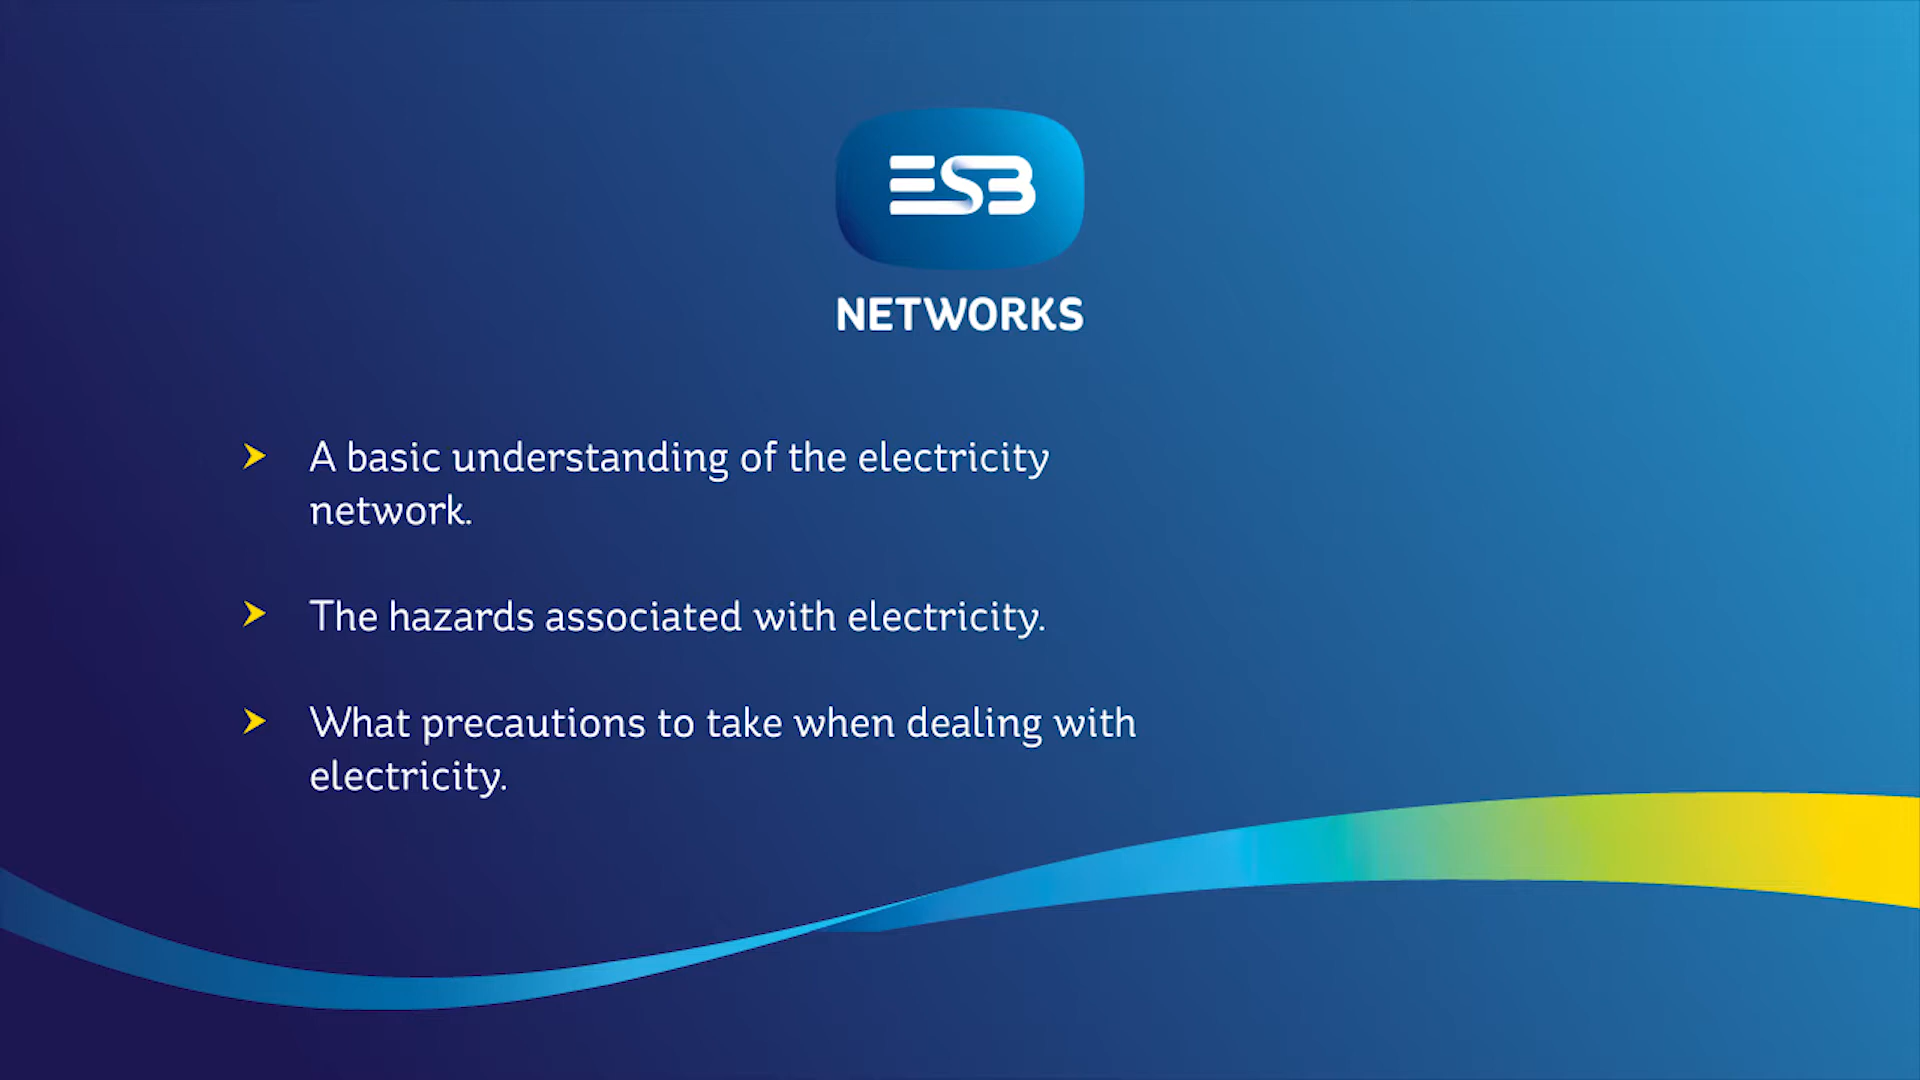 ESB
NETWORKS
A basic understanding of the electricity
network.
The hazards associated with electricity.
What precautions to take when dealing with
electricity.